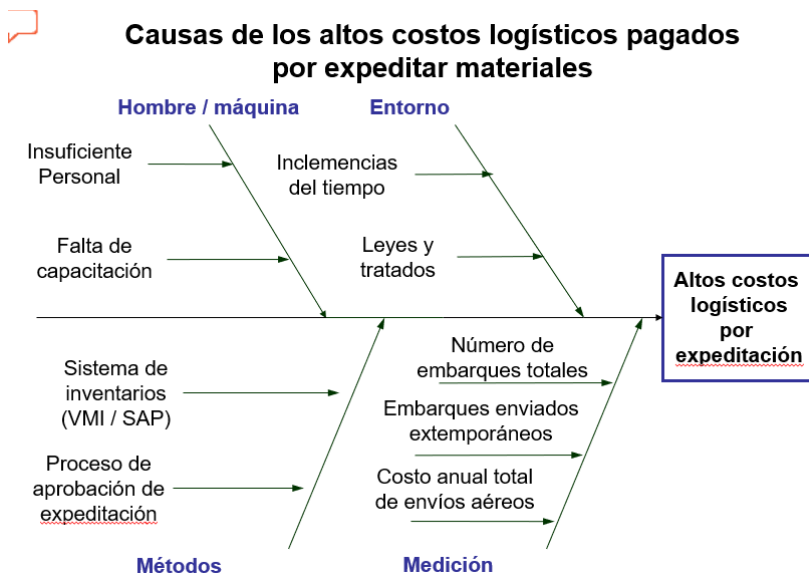 Causas de los altos costos logísticos pagados
por expeditar materiales
Hombre / máquina
Entorno
Insuficiente
Personal
Inclemencias
del tiempo
Falta de
capacitación
Leyes y
tratados
Altos costos
logísticos
por
expeditación
Sistema de
inventarios
(VMI / SAP)
Número de
embarques totales
Embarques enviados
extemporáneos
Proceso de
aprobación de
expeditación
Costo anual total
de envíos aéreos
Métodos
Medición